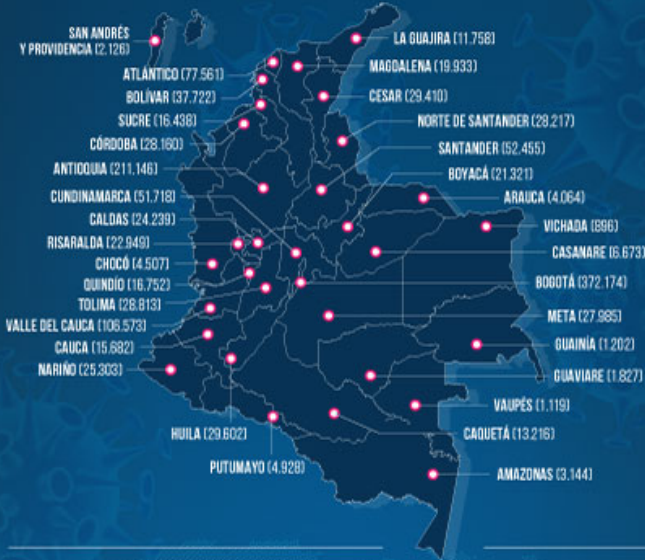 SAN ANDRÉS
Y PROVIDENCIA (2.126)
ATLÁNTICO (77.561)
BOLÍVAR (37.722)
SUCRE (16.438)
CÓRDOBA (28.160)
ANTIOQUIA (211.146)
CUNDINAMARCA (51.718)
CALDAS (24.239)
RISARALDA (22.949)
CHOCÓ (4.507)
QUINDÍO (16.752)
TOLIMA (28.813)
VALLE DEL CAUCA (106.573)
CAUCA (15.682)
NARIÑO (25.303)
HUILA (29.602)
PUTUMAYO (4.928)
LA GUAJIRA (11.758)
MAGDALENA (19.933)
CESAR (29.410)
NORTE DE SANTANDER (28.217)
SANTANDER (52.455)
BOYACÁ (21.321)
ARAUCA (4.064)
VICHADA (896)
CASANARE (6.673)
BOGOTÁ (372.174)
META (27.985)
GUAINÍA (1.202)
GUAVIARE (1.827)
VAUPÉS (1.119)
CAQUETÁ (13.216)
AMAZONAS (3.144)